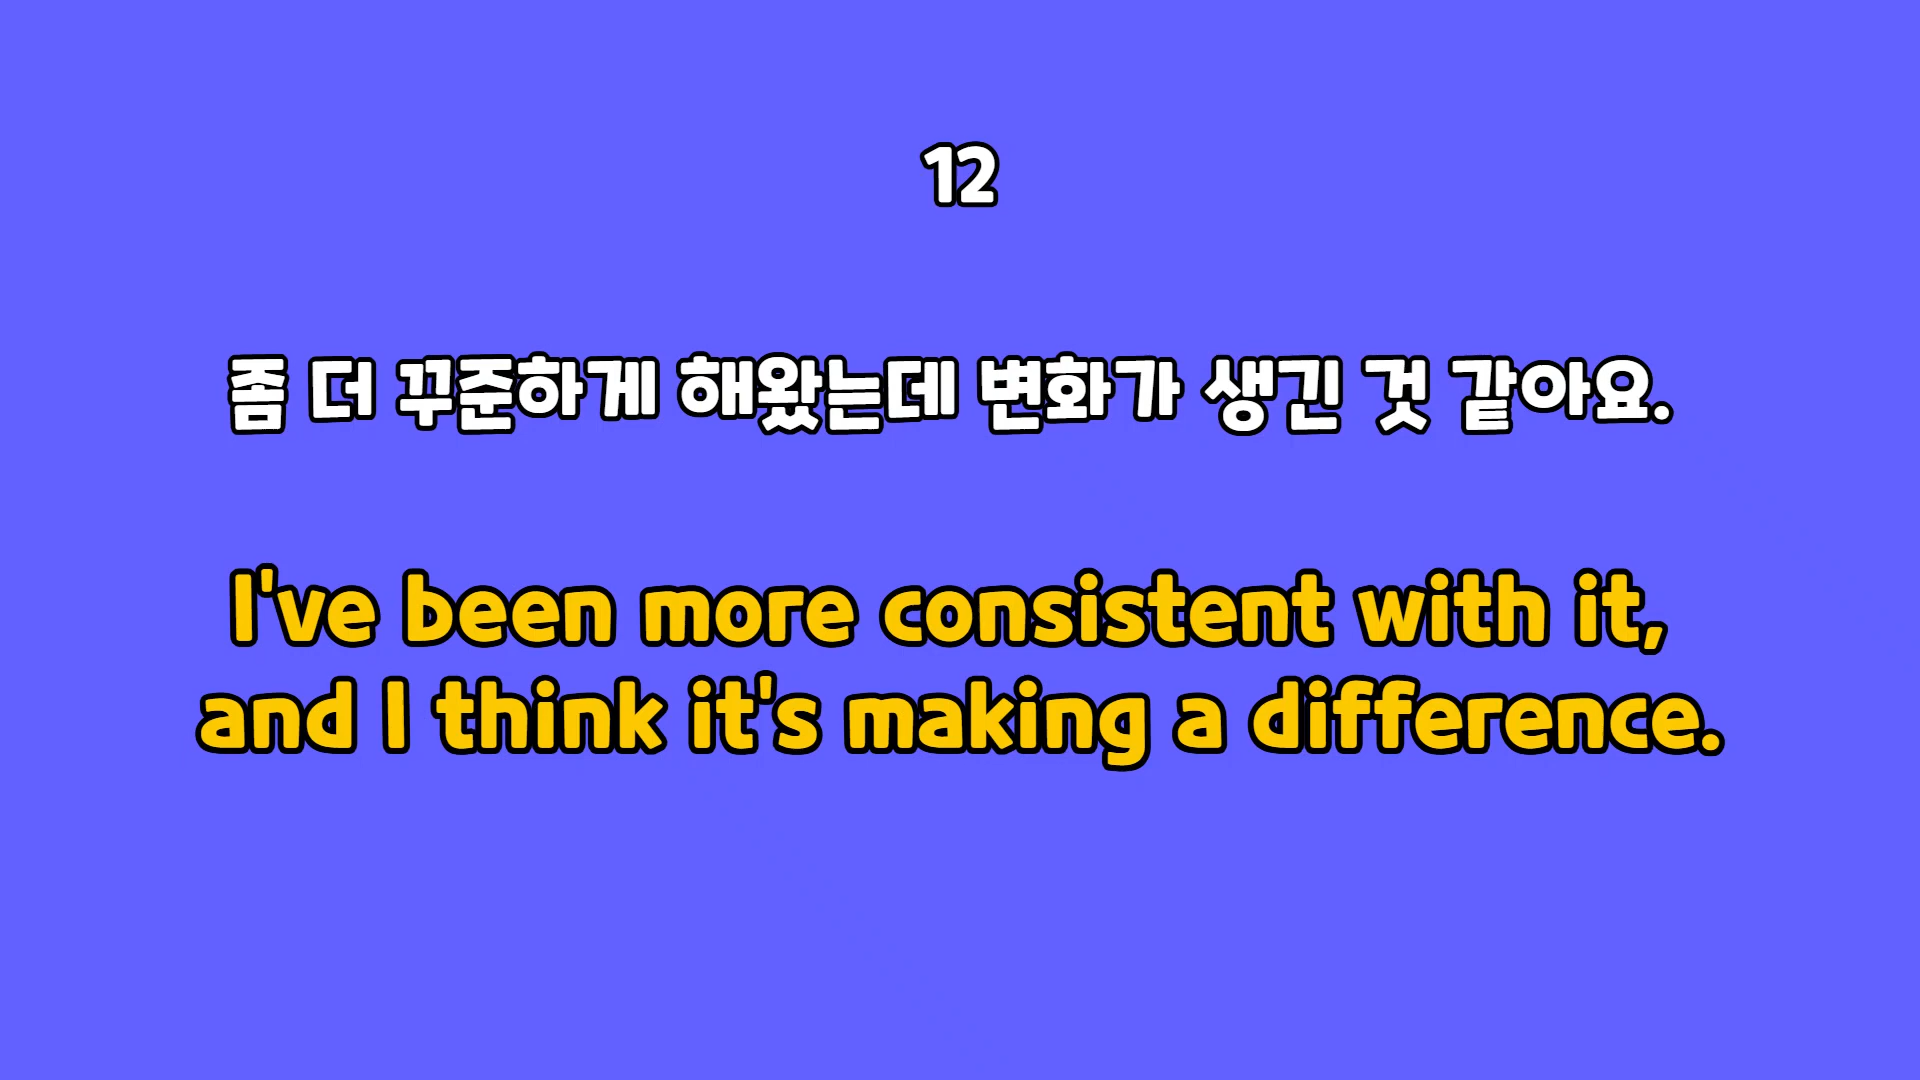 12
좀 더 꾸준하게 해왔는데 변화가 생긴 것 같아요.
I've been more consistent with it,
and I think it's making a difference.